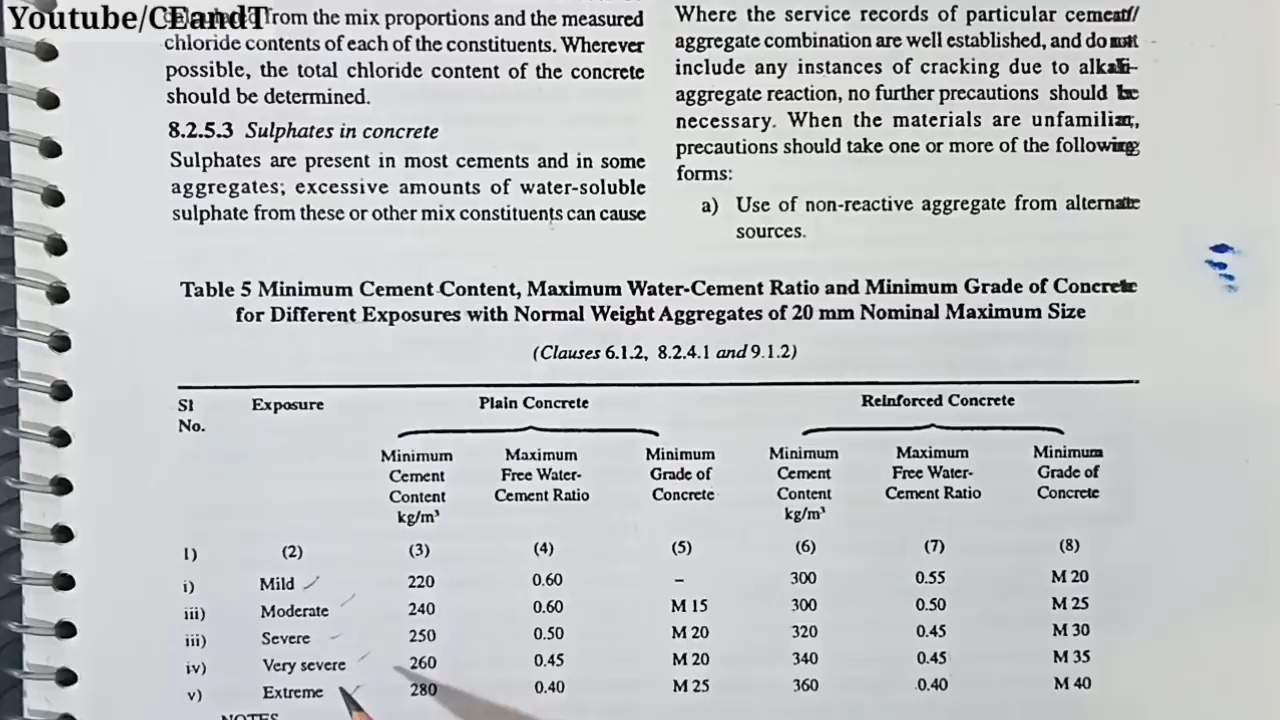 Youtube/CEandT
from the mix proportions and the measured
chloride contents of each of the constituents. Wherever
possible, the total chloride content of the concrete
should be determined.
8.2.5.3 Sulphates in concrete
Sulphates are present in most cements and in some
aggregates; excessive amounts of water-soluble
sulphate from these or other mix constituents can cause
Where the service records of particular cement/
aggregate combination are well established, and do not
include any instances of cracking due to alkali-
aggregate reaction, no further precautions should be
necessary. When the materials are unfamiliar,
precautions should take one or more of the following
forms:
a) Use of non-reactive aggregate from alternate
sources.
Table 5 Minimum Cement Content, Maximum Water-Cement Ratio and Minimum Grade of Concrete
for Different Exposures with Normal Weight Aggregates of 20 mm Nominal Maximum Size
(Clauses 6.1.2, 8.2.4.1 and 9.1.2)
Sl No. Exposure Plain Concrete Reinforced Concrete
Minimum Cement Content kg/m³ Maximum Free Water-Cement Ratio Minimum Grade of Concrete Minimum Cement Content kg/m³ Maximum Free Water-Cement Ratio Minimum Grade of Concrete
1) (2) (3) (4) (5) (6) (7) (8)
i) Mild 220 0.60 – 300 0.55 M 20
iii) Moderate 240 0.60 M 15 300 0.50 M 25
iii) Severe 250 0.50 M 20 320 0.45 M 30
iv) Very severe 260 0.45 M 20 340 0.45 M 35
v) Extreme 280 0.40 M 25 360 0.40 M 40
NOTES